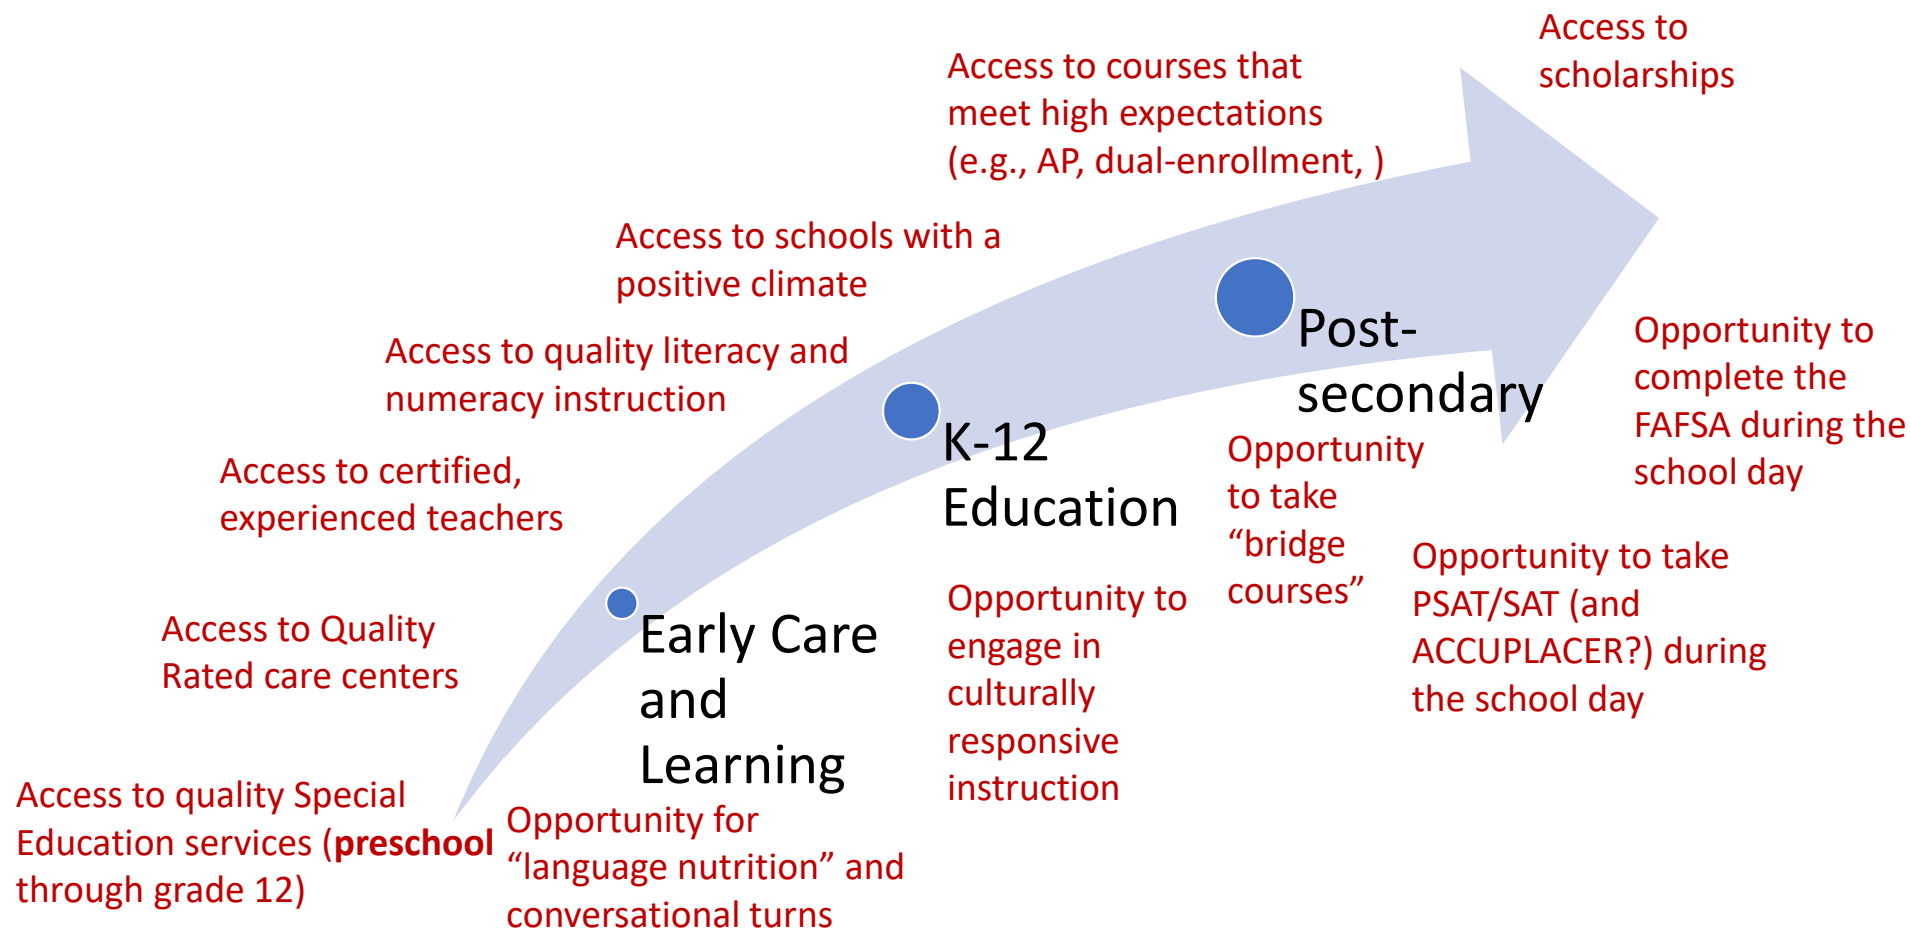 Access to
scholarships
Access to courses that
meet high expectations
(e.g., AP, dual-enrollment, )
Access to schools with a
positive climate
Access to quality literacy and
numeracy instruction
Access to certified,
experienced teachers
Access to Quality
Rated care centers
Access to quality Special
Education services (preschool
through grade 12)
Early Care
and
Learning
Opportunity for
“language nutrition” and
conversational turns
K-12
Education
Opportunity to
engage in
culturally
responsive
instruction
Post-
secondary
Opportunity
to take
“bridge
courses”
Opportunity to take
PSAT/SAT (and
ACCUPLACER?) during
the school day
Opportunity to
complete the
FAFSA during the
school day